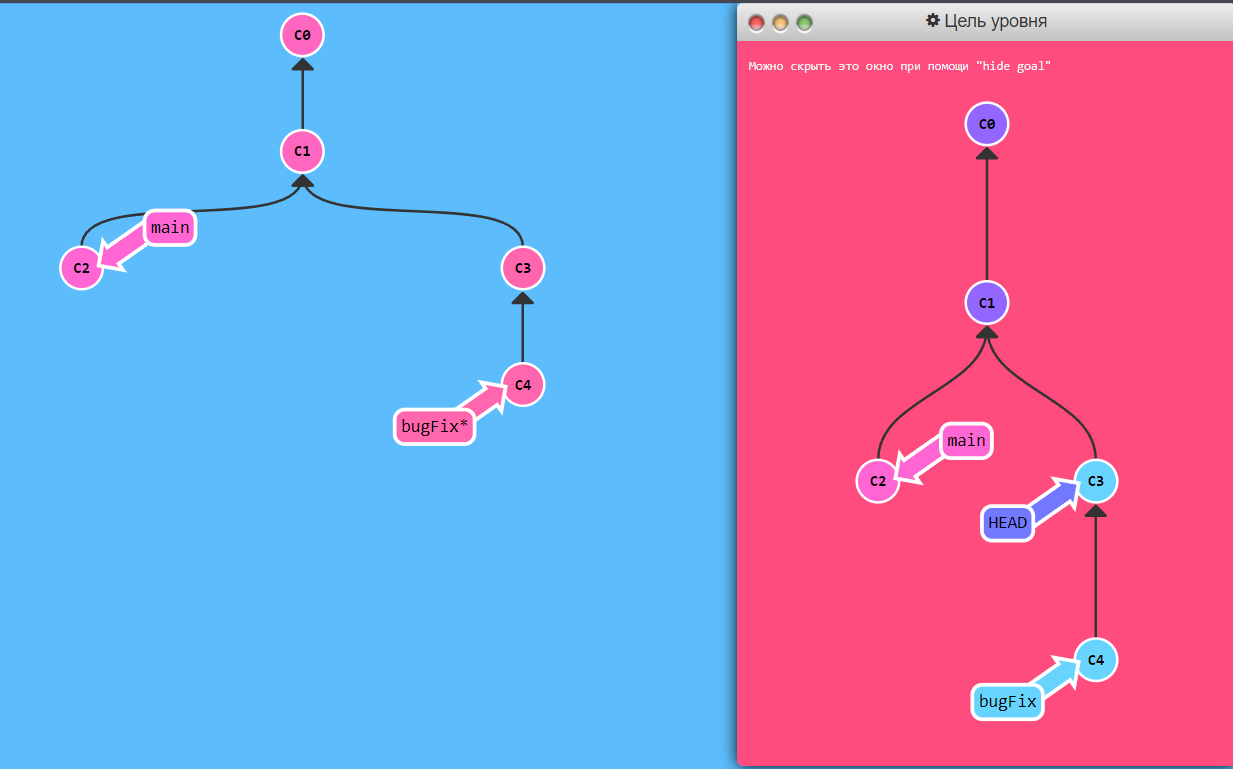 C0
C1
main
C2
C3
C4
bugFix*
Цель уровня
Можно скрыть это окно при помощи "hide goal"
C0
C1
main
C2
C3
HEAD
C4
bugFix